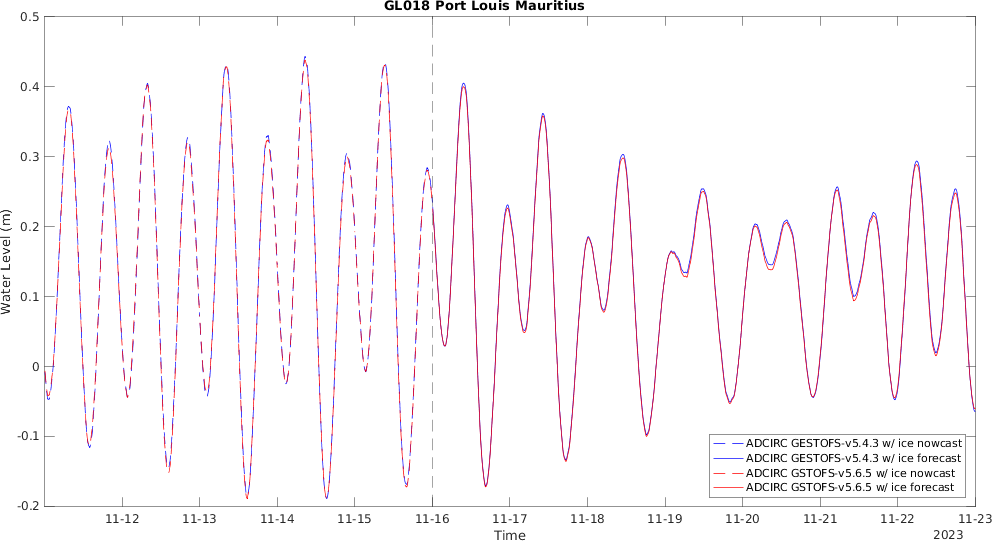 GL018 Port Louis Mauritius
0.5
0.4
0.3
0.2
0.1
0
-0.1
-0.2
Water Level (m)
ADCIRC GESTOFS-v5.4.3 w/ ice nowcast
ADCIRC GESTOFS-v5.4.3 w/ ice forecast
ADCIRC GSTOFS-v5.6.5 w/ ice nowcast
ADCIRC GSTOFS-v5.6.5 w/ ice forecast
11-12 11-13 11-14 11-15 11-16 11-17 11-18 11-19 11-20 11-21 11-22 11-23
Time
2023